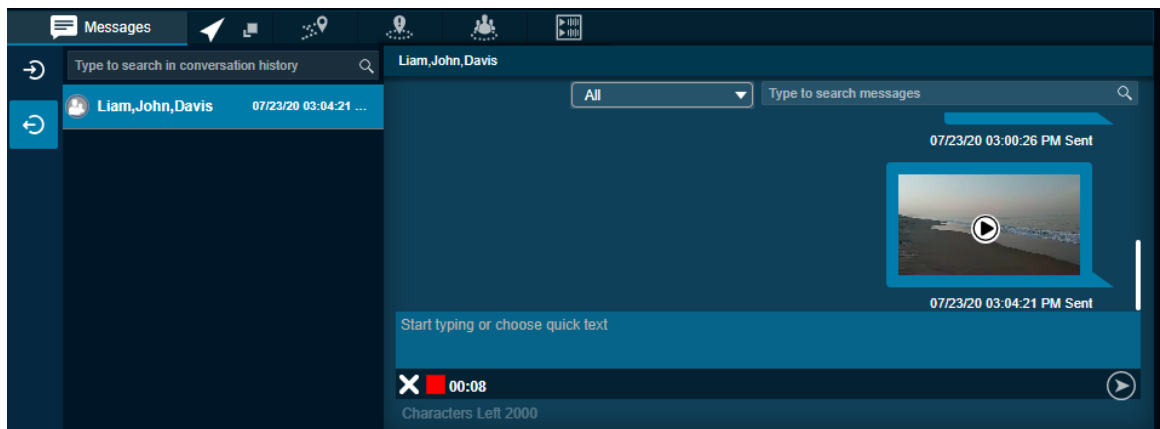 Messages
Type to search in conversation history
Liam,John,Davis 07/23/20 03:04:21 ...
Liam,John,Davis
All
Type to search messages
07/23/20 03:00:26 PM Sent
07/23/20 03:04:21 PM Sent
Start typing or choose quick text
00:08
Characters Left 2000